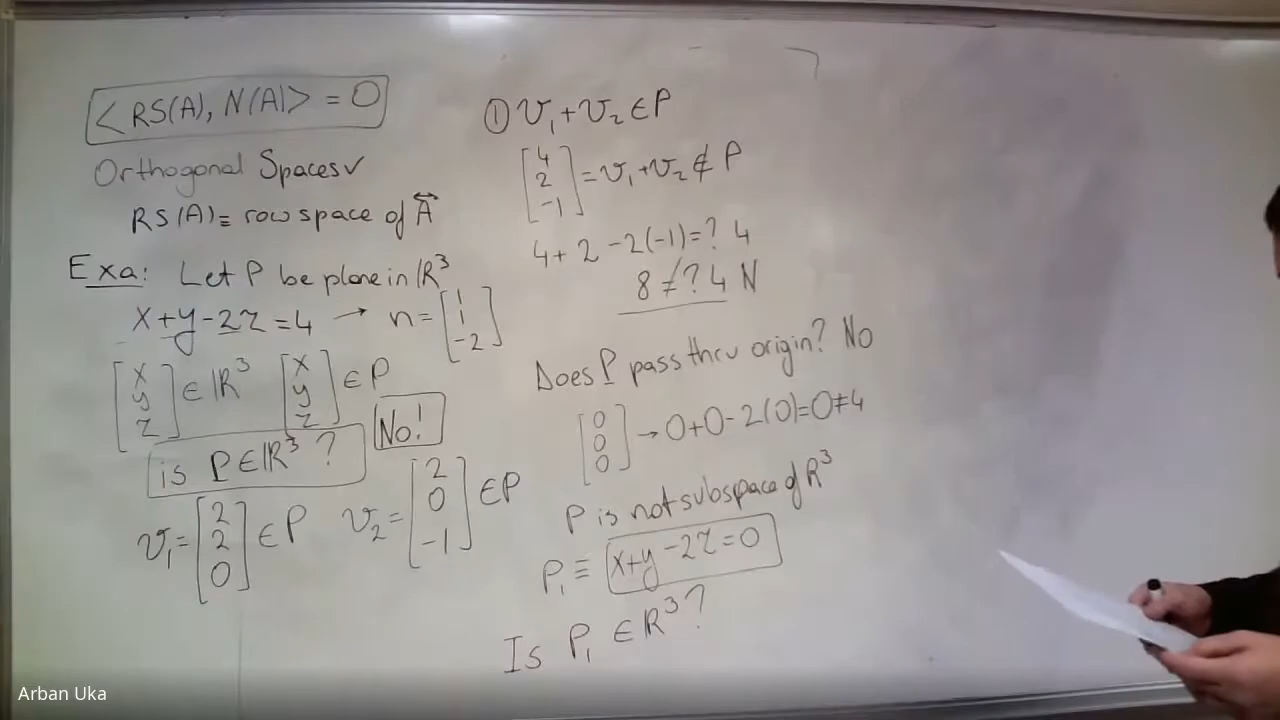 <RS(A), N(A)> = 0
Orthogonal Spaces ✓
RS(A) ≡ row space of A
Exa: Let P be plane in ℝ³
x+y-2z=4 → n = [1 1 -2]
[x y z] ∈ ℝ³ [x y z] ∈ P
is P ∈ ℝ³ ? No!
v₁ = [2 2 0] ∈ P v₂ = [2 0 -1] ∈ P
① v₁+v₂ ∈ P
[4 2 -1] = v₁+v₂ ∉ P
4+2-2(-1)=? 4
8 ≠? 4 N
Does P pass thru origin? No
[0 0 0] → 0+0-2(0)=0≠4
P is not subspace of ℝ³
P₁ ≡ x+y-2z=0
Is P₁ ∈ ℝ³?
Arban Uka